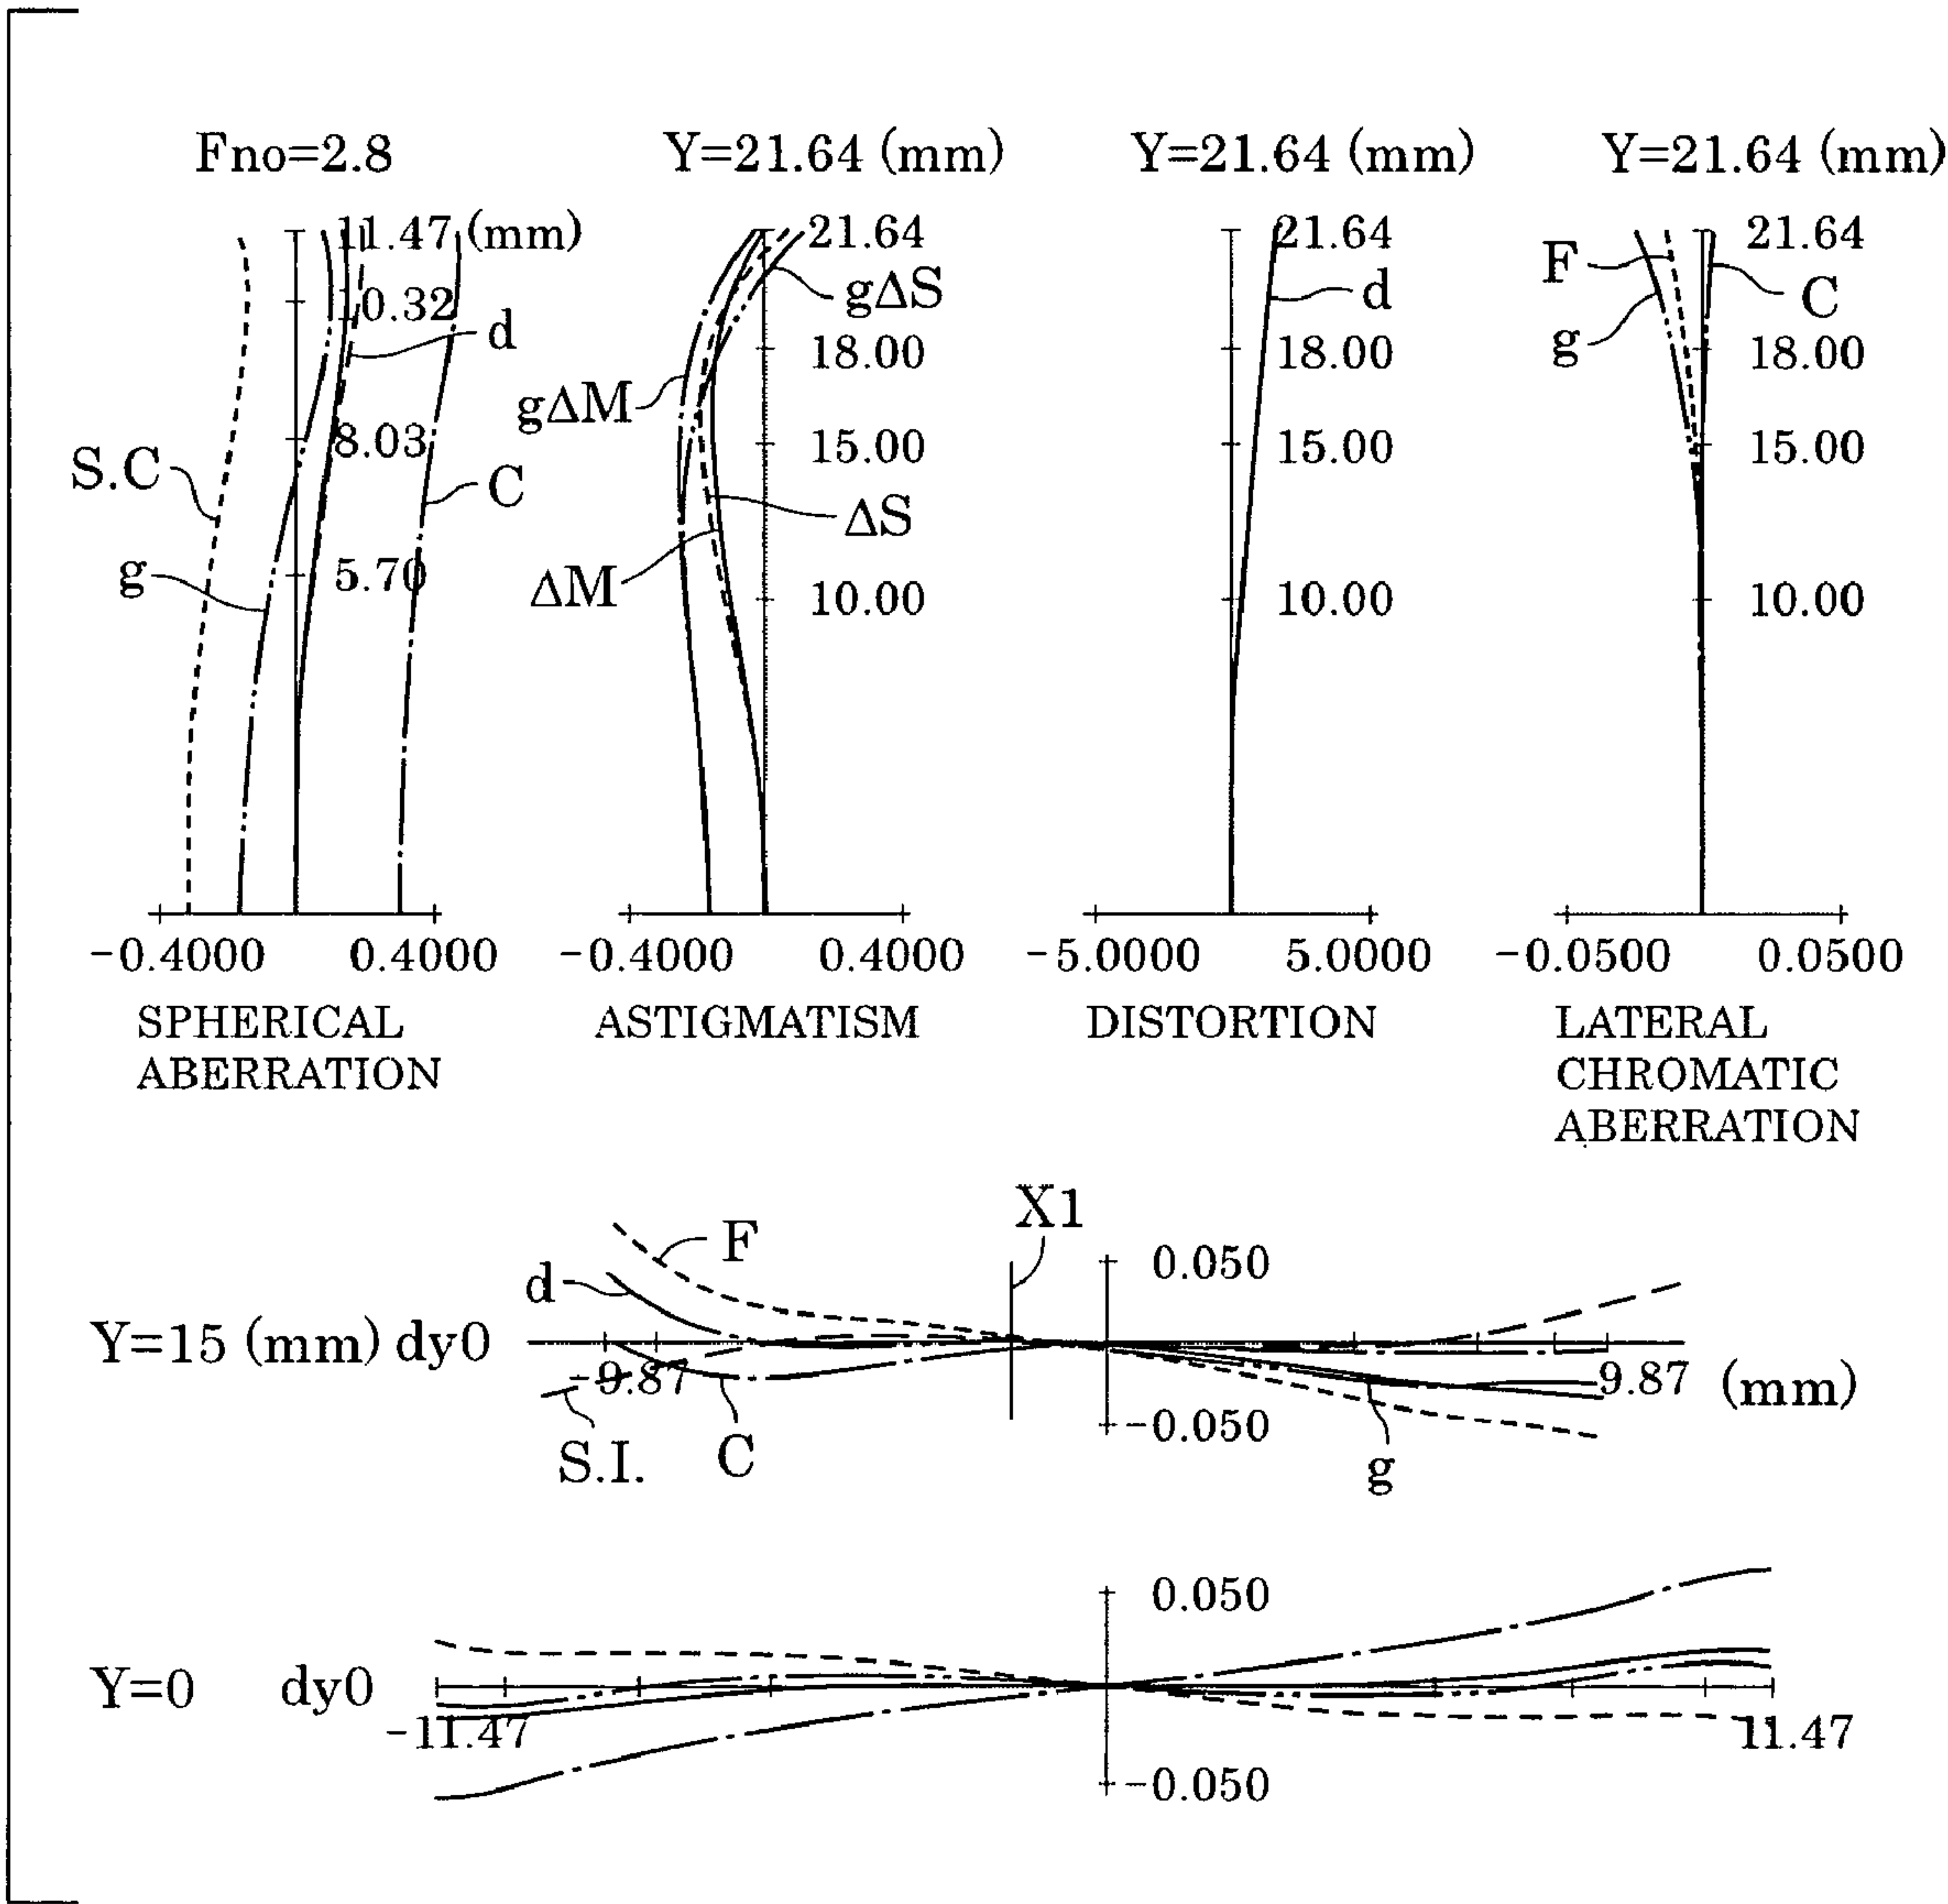 Fno=2.8
Y=21.64 (mm)
Y=21.64 (mm)
Y=21.64 (mm)
11.47 (mm)
0.32
8.03
5.70
d
S.C
C
g
-0.4000 0.4000
SPHERICAL
ABERRATION
21.64
gΔS
18.00
gΔM
15.00
ΔS
ΔM
10.00
-0.4000 0.4000
ASTIGMATISM
21.64
d
18.00
15.00
10.00
-5.0000 5.0000
DISTORTION
21.64
F
C
g
18.00
15.00
10.00
-0.0500 0.0500
LATERAL
CHROMATIC
ABERRATION
X1
F
0.050
d
Y=15 (mm) dy0
-9.87
9.87 (mm)
-0.050
S.I.
C
g
0.050
Y=0 dy0
-11.47
11.47
-0.050